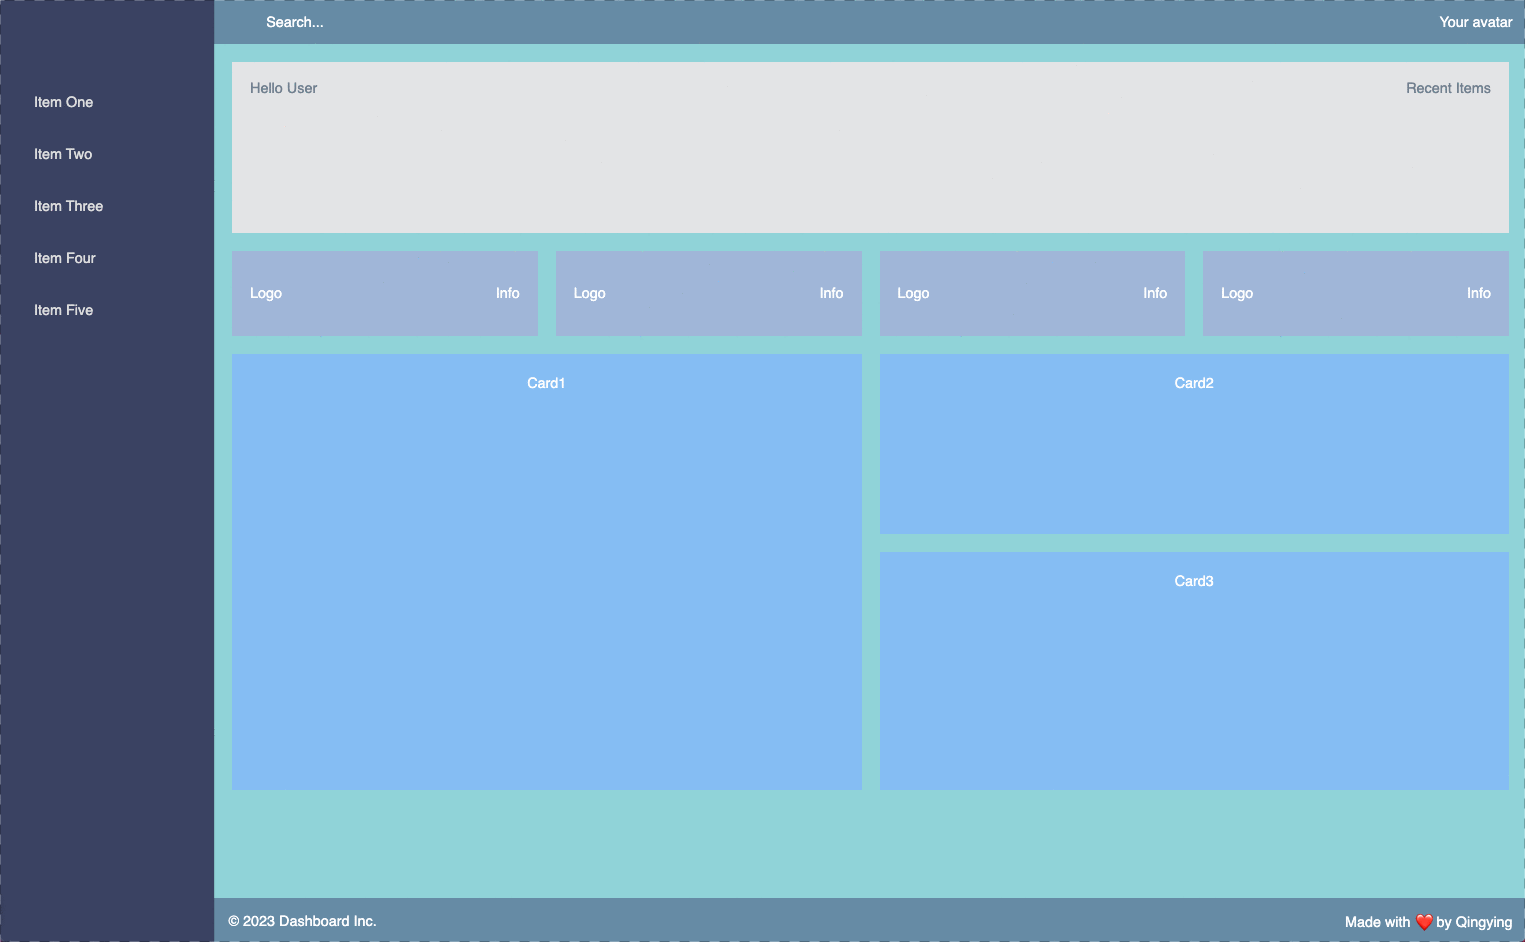 Search...
Your avatar
Item One
Item Two
Item Three
Item Four
Item Five
Hello User
Recent Items
Logo
Info
Logo
Info
Logo
Info
Logo
Info
Card1
Card2
Card3
© 2023 Dashboard Inc.
Made with ❤️ by Qingying